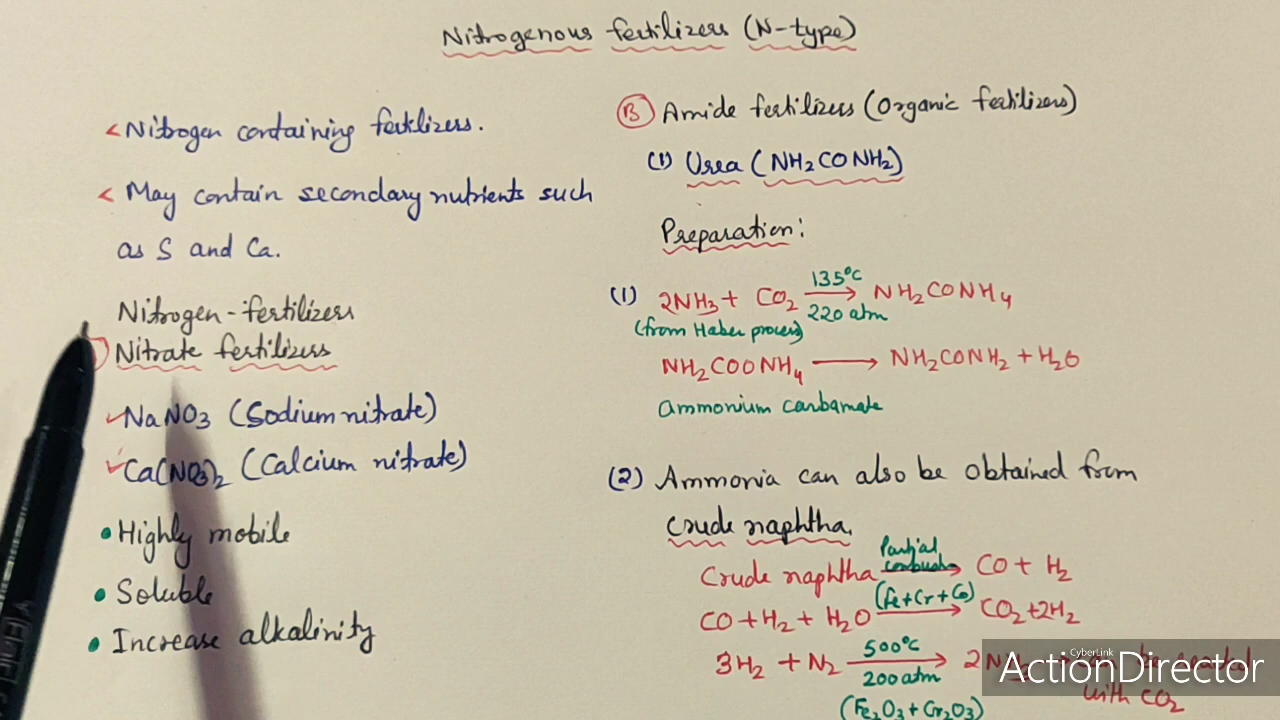 Nitrogenous fertilizers (N-type)
< Nitrogen containing fertilizers.
< May contain secondary nutrients such
as S and Ca.
Nitrogen-fertilizers
Nitrate fertilizers
✓NaNO3 (Sodium nitrate)
✓Ca(NO3)2 (Calcium nitrate)
• Highly mobile
• Soluble
• Increase alkalinity
Ⓑ Amide fertilizers (Organic fertilizers)
(1) Urea (NH2CONH2)
Preparation:
(1) 2NH3 + CO2 135°C 220 atm → NH2CONH4
(from Haber process)
NH2COONH4 → NH2CONH2 + H2O
Ammonium carbamate
(2) Ammonia can also be obtained from
Crude naphtha.
Crude naphtha Partial → CO + H2
CO + H2 + H2O (Fe+Cr+Co) → CO2 + 2H2
3H2 + N2 500°C 200 atm → 2
(Fe2O3 + Cr2O3)
with CO2
CyberLink
ActionDirector